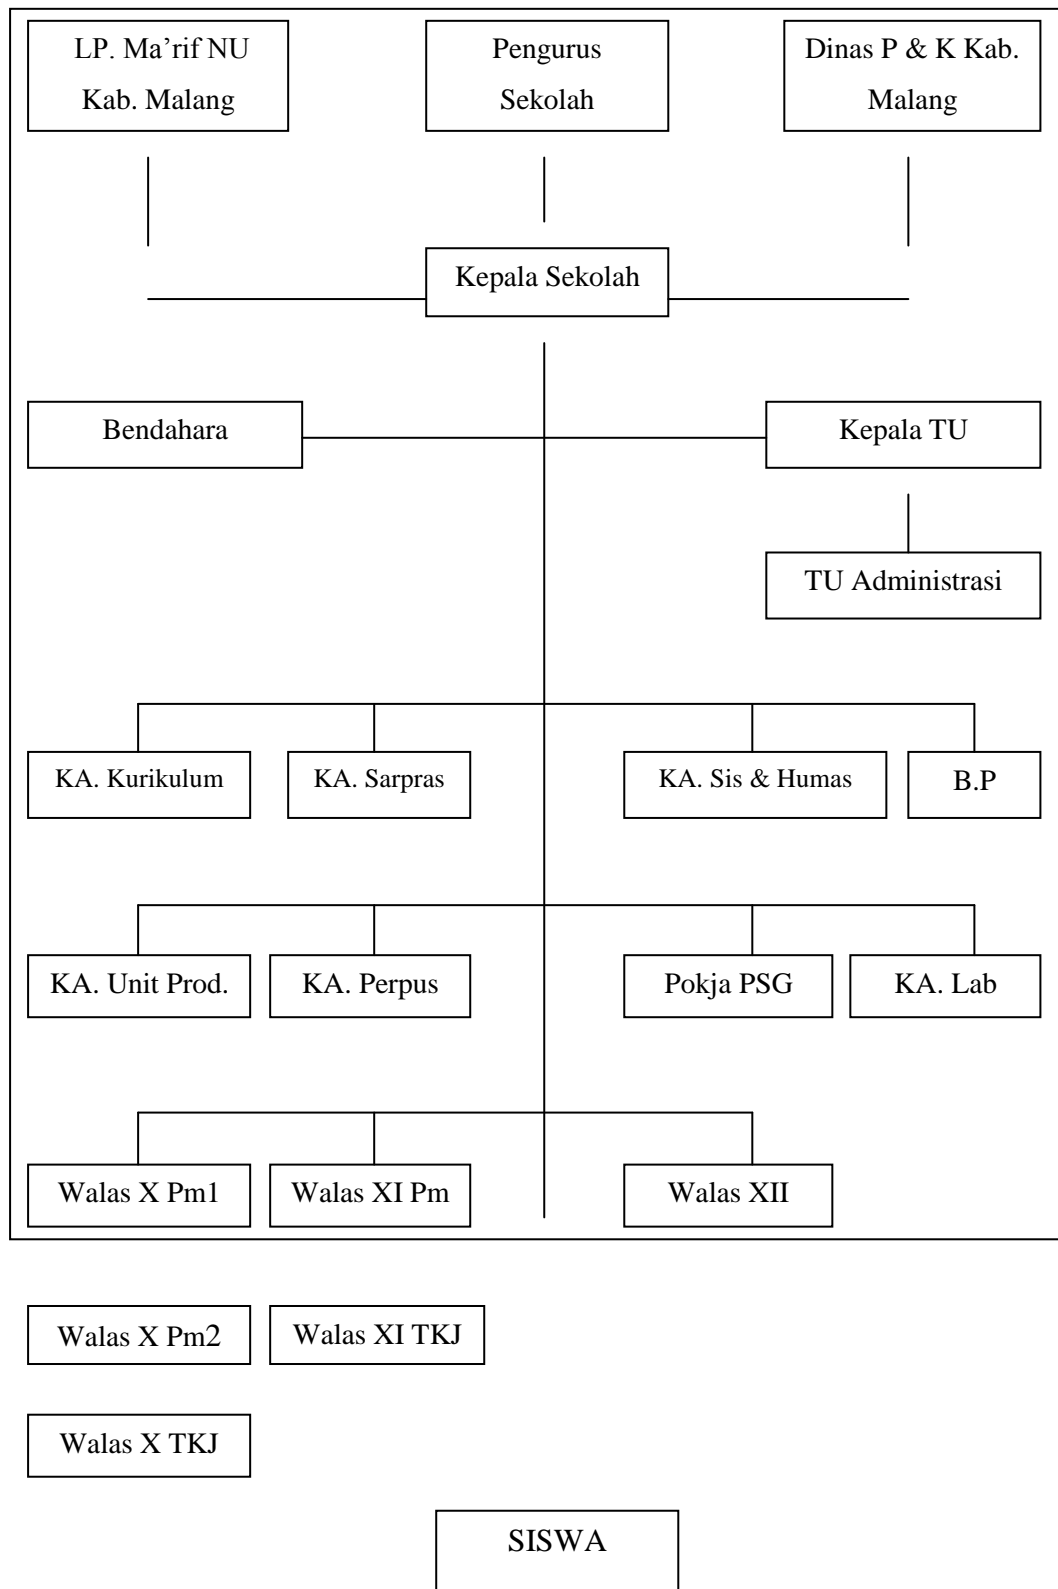 LP. Ma’rif NU
Kab. Malang
Pengurus
Sekolah
Dinas P & K Kab.
Malang
Kepala Sekolah
Bendahara
Kepala TU
TU Administrasi
KA. Kurikulum
KA. Sarpras
KA. Sis & Humas
B.P
KA. Unit Prod.
KA. Perpus
Pokja PSG
KA. Lab
Walas X Pm1
Walas XI Pm
Walas XII
Walas X Pm2
Walas XI TKJ
Walas X TKJ
SISWA